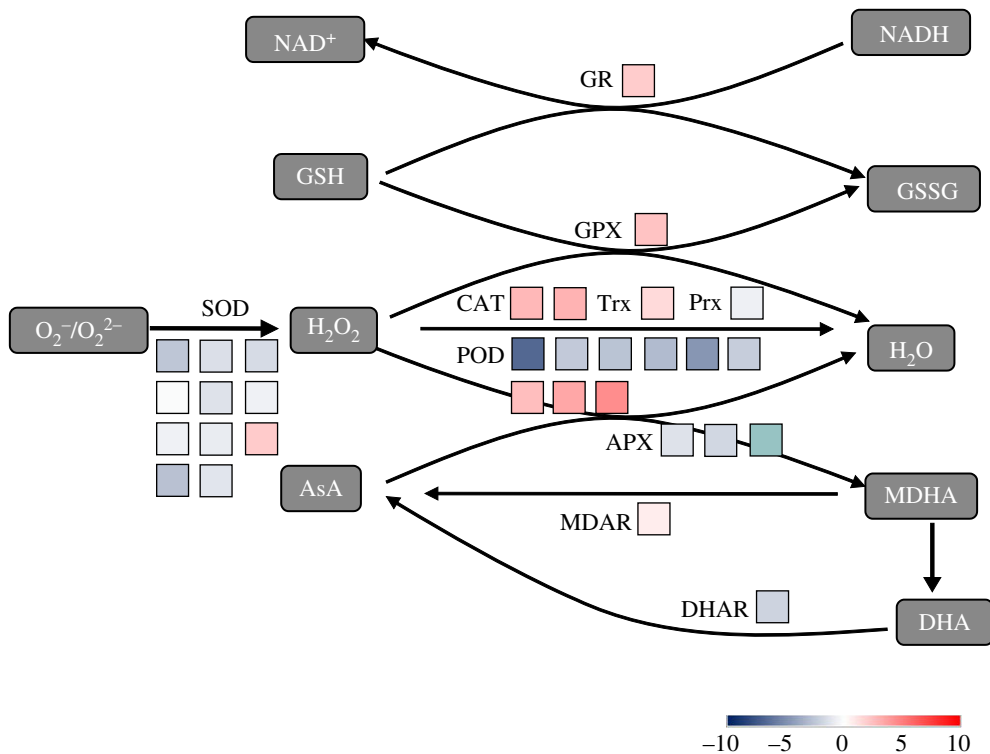 NAD⁺
NADH
GR
GSH
GSSG
GPX
CAT
Trx
Prx
SOD
O₂⁻/O₂²⁻
H₂O₂
H₂O
POD
APX
AsA
MDHA
MDAR
DHAR
DHA
−10 −5 0 5 10